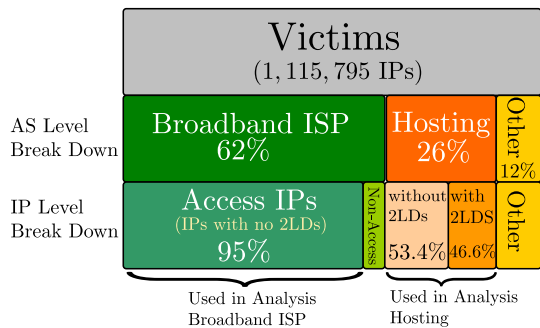 Victims
(1, 115, 795 IPs)
AS Level
Break Down
Broadband ISP
62%
Hosting
26%
Other
12%
IP Level
Break Down
Access IPs
(IPs with no 2LDs)
95%
Non-Access
without
2LDs
53.4%
with
2LDS
46.6%
Other
Used in Analysis
Broadband ISP
Used in Analysis
Hosting